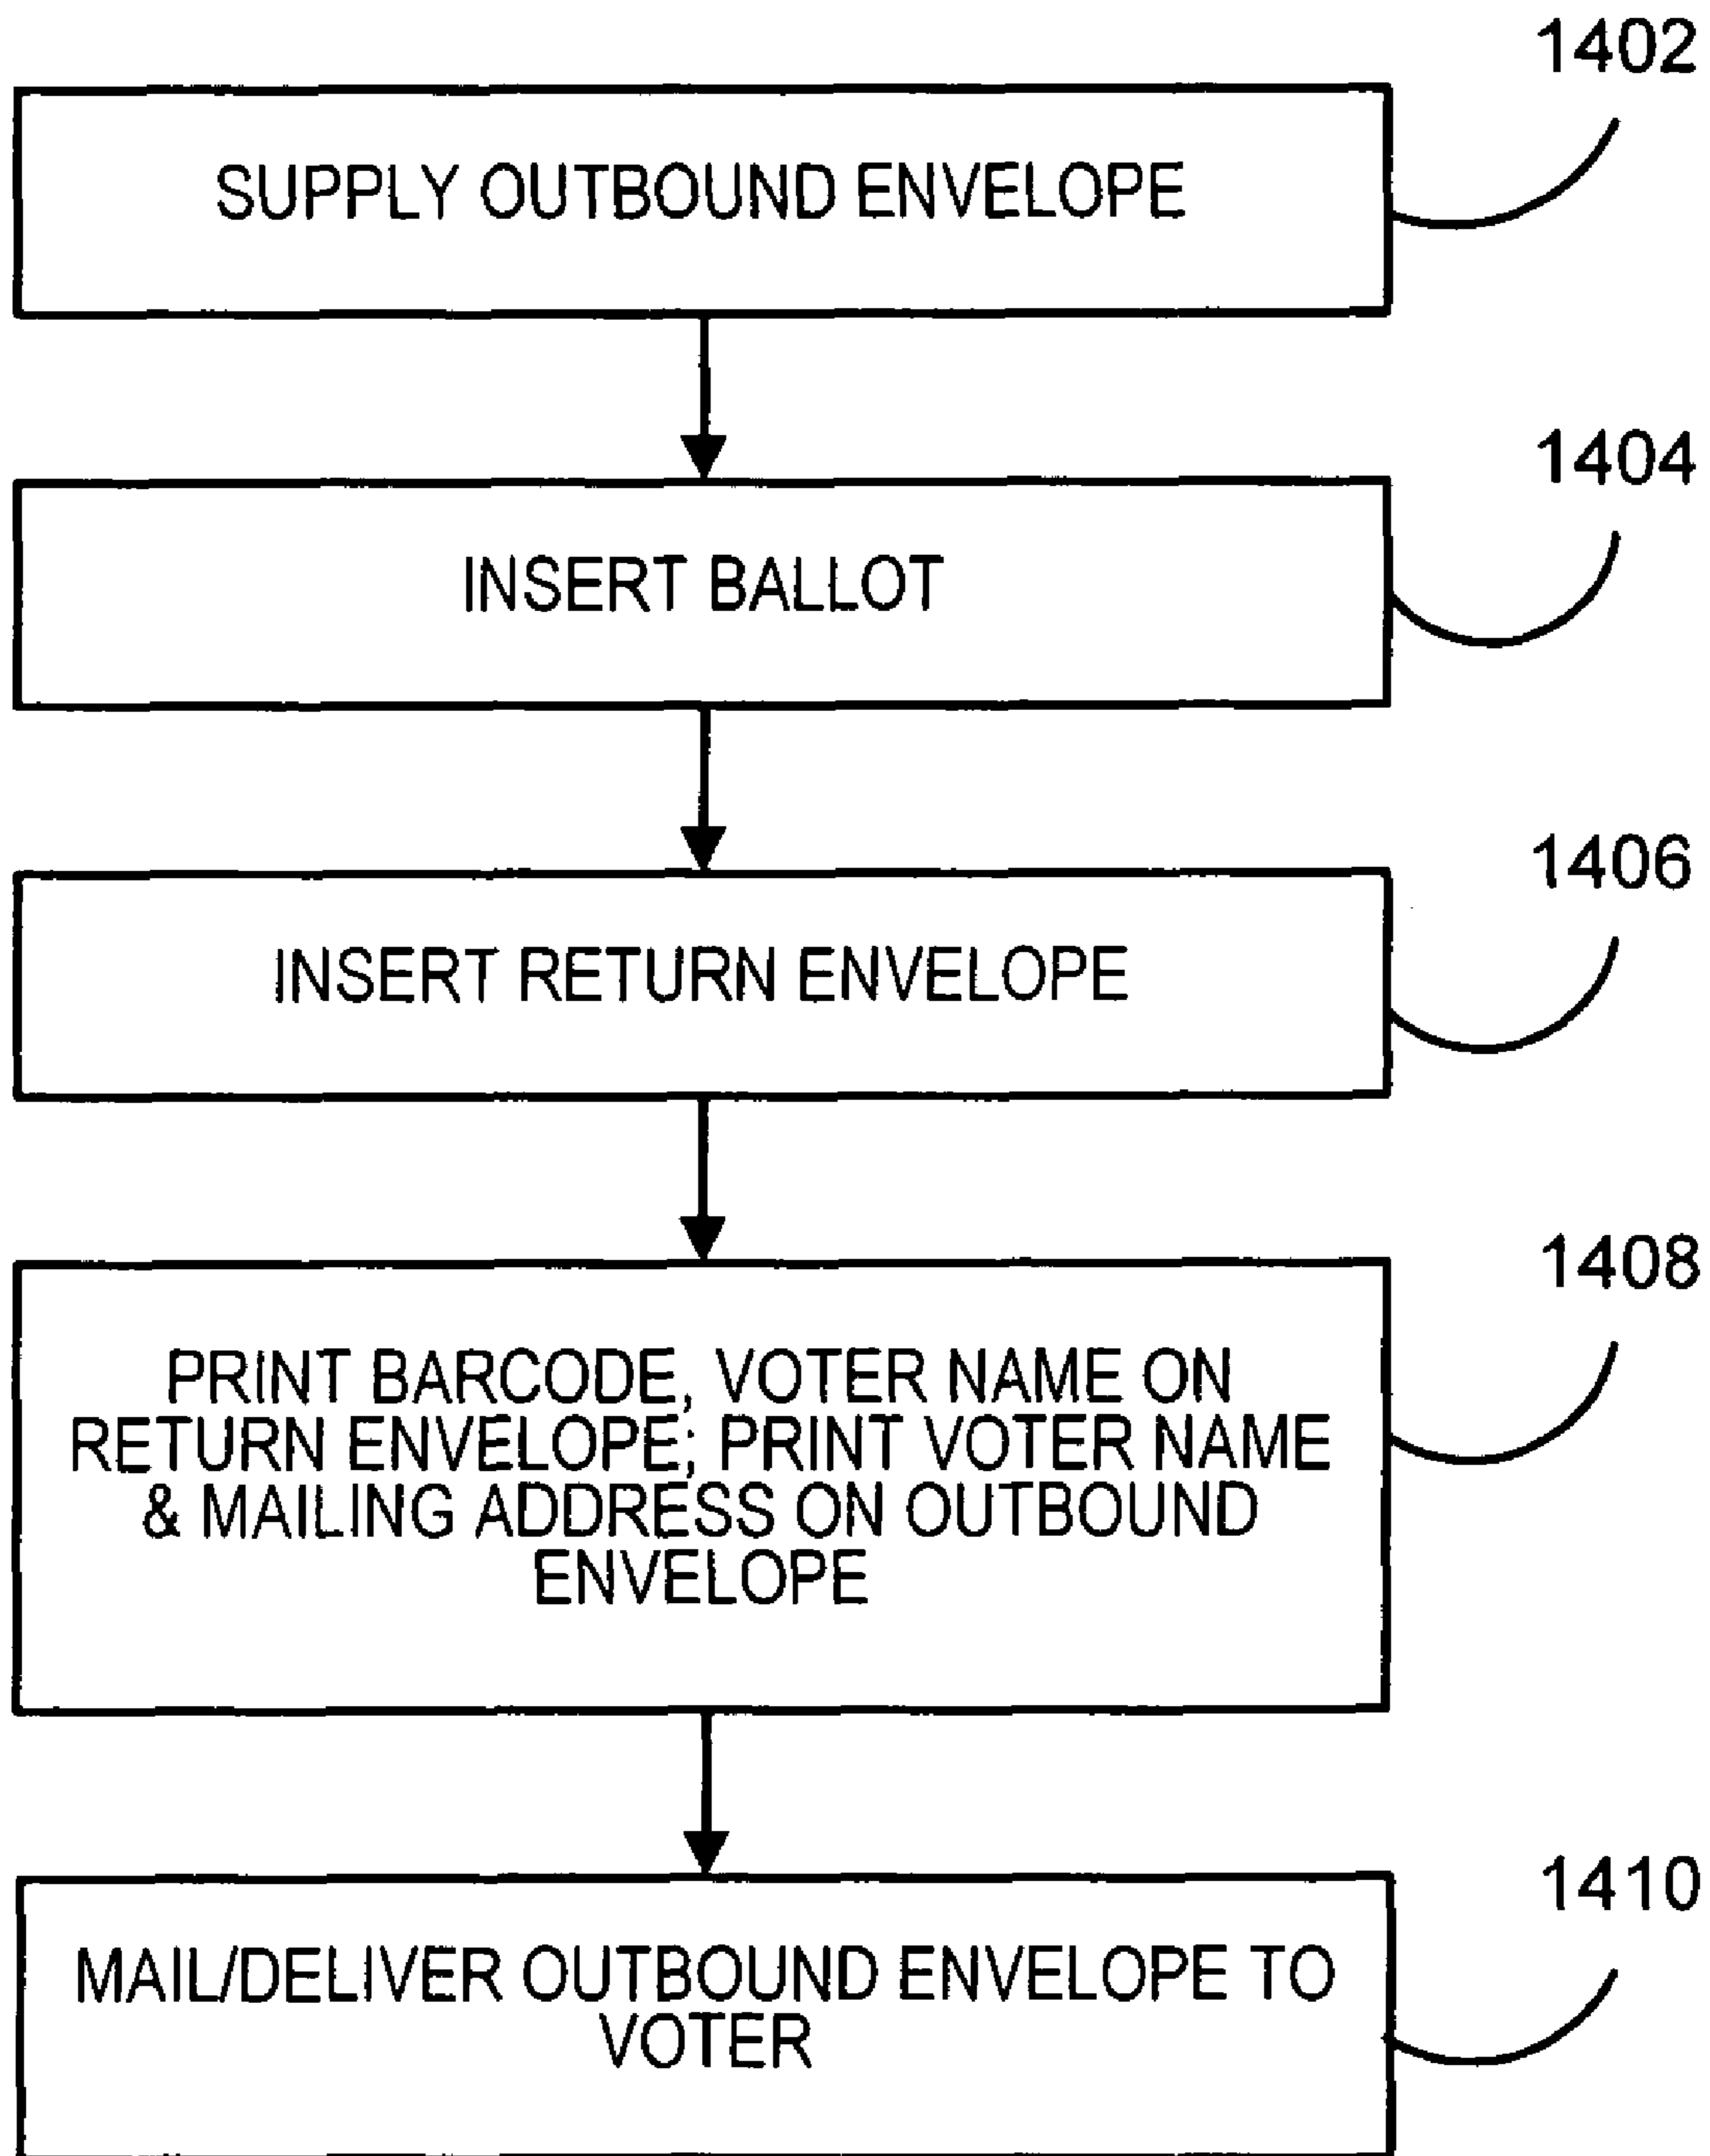 1402
SUPPLY OUTBOUND ENVELOPE
1404
INSERT BALLOT
1406
INSERT RETURN ENVELOPE
1408
PRINT BARCODE, VOTER NAME ON
RETURN ENVELOPE; PRINT VOTER NAME
& MAILING ADDRESS ON OUTBOUND
ENVELOPE
1410
MAIL/DELIVER OUTBOUND ENVELOPE TO
VOTER